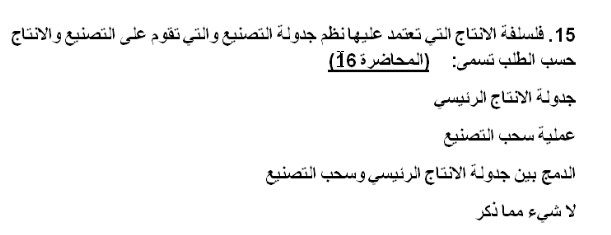 15. فلسلفة الانتاج التي تعتمد عليها نظم جدولة التصنيع والتي تقوم على التصنيع والانتاج
حسب الطلب تسمى: (المحاضرة 16)
جدولة الانتاج الرئيسي
عملية سحب التصنيع
الدمج بين جدولة الانتاج الرئيسي وسحب التصنيع
لا شيء مما ذكر